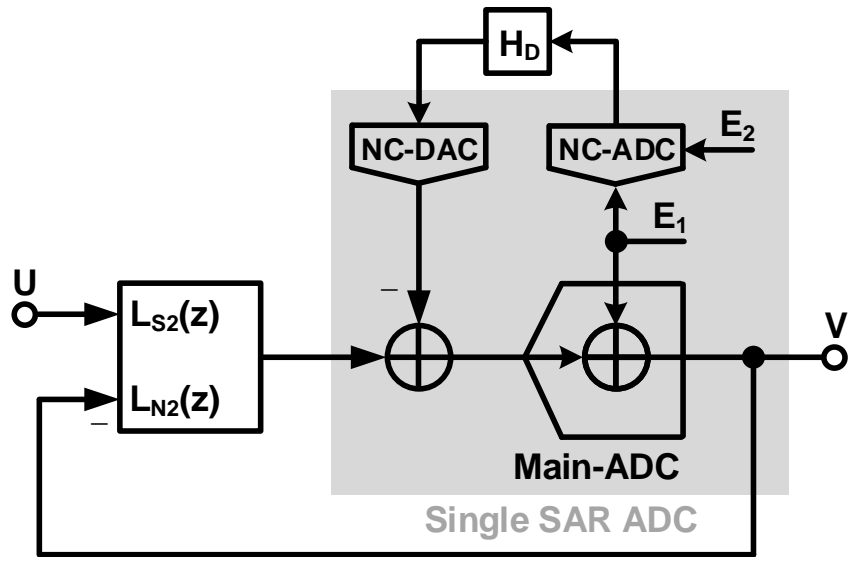 H_D
NC-DAC
NC-ADC
E_2
E_1
U
L_S2(z)
V
L_N2(z)
Main-ADC
Single SAR ADC